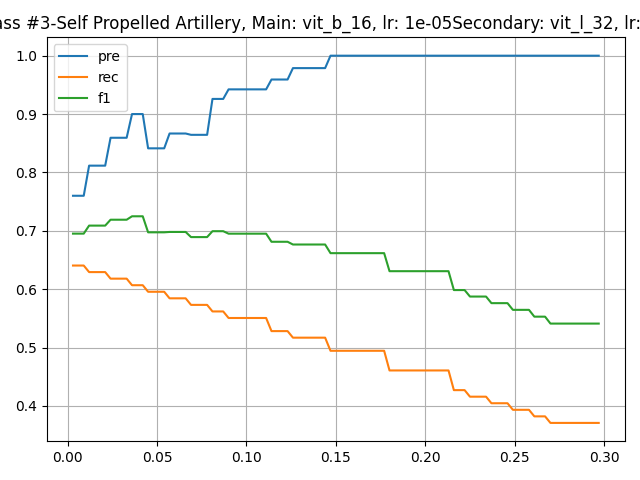 ass #3-Self Propelled Artillery, Main: vit_b_16, lr: 1e-05Secondary: vit_l_32, lr:
pre
rec
f1
1.0
0.9
0.8
0.7
0.6
0.5
0.4
0.00 0.05 0.10 0.15 0.20 0.25 0.30